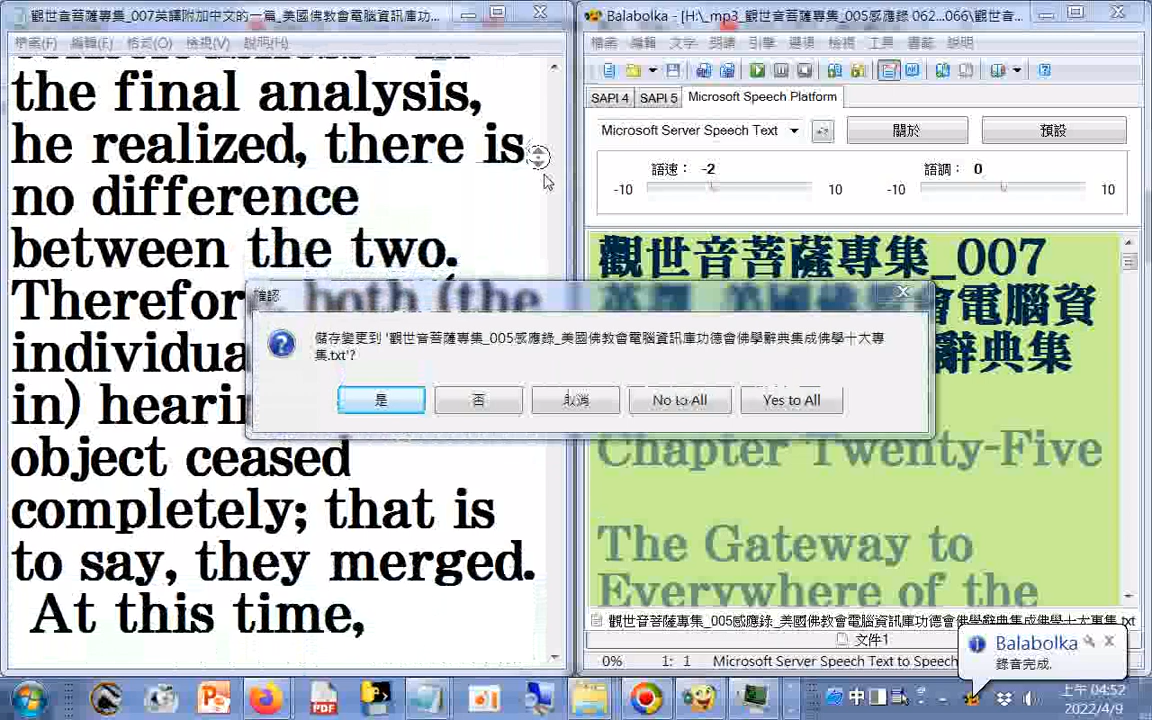 觀世音菩薩專集_007英譯附加中文的一篇_美國佛教會電腦資訊庫功...
檔案(F) 編輯(E) 格式(O) 檢視(V) 說明(H)
the final analysis,
he realized, there is
no difference
between the two.
Therefore, both (the
individua
in) hearin
object ceased
completely; that is
to say, they merged.
At this time,
Balabolka - [H:\_mp3_觀世音菩薩專集_005感應錄 062...066\觀世音...
檔案 編輯 文字 朗讀 引擎 選項 檢視 工具 書籤 說明
SAPI 4 SAPI 5 Microsoft Speech Platform
Microsoft Server Speech Text
關於
預設
語速： -2
語調： 0
-10 10 -10 10
觀世音菩薩專集_007
會電腦資
辭典集
Chapter Twenty-Five
The Gateway to
Everywhere of the
觀世音菩薩專集_005感應錄_美國佛教會電腦資訊庫功德會佛學辭典集成佛學十大專集.txt
文件1
0% 1: 1 Microsoft Server Speech Text to Speech
確認
儲存變更到 '觀世音菩薩專集_005感應錄_美國佛教會電腦資訊庫功德會佛學辭典集成佛學十大專
集.txt'?
是 否 取消 No to All Yes to All
Balabolka
錄音完成.
中
上午 04:52
2022/4/9